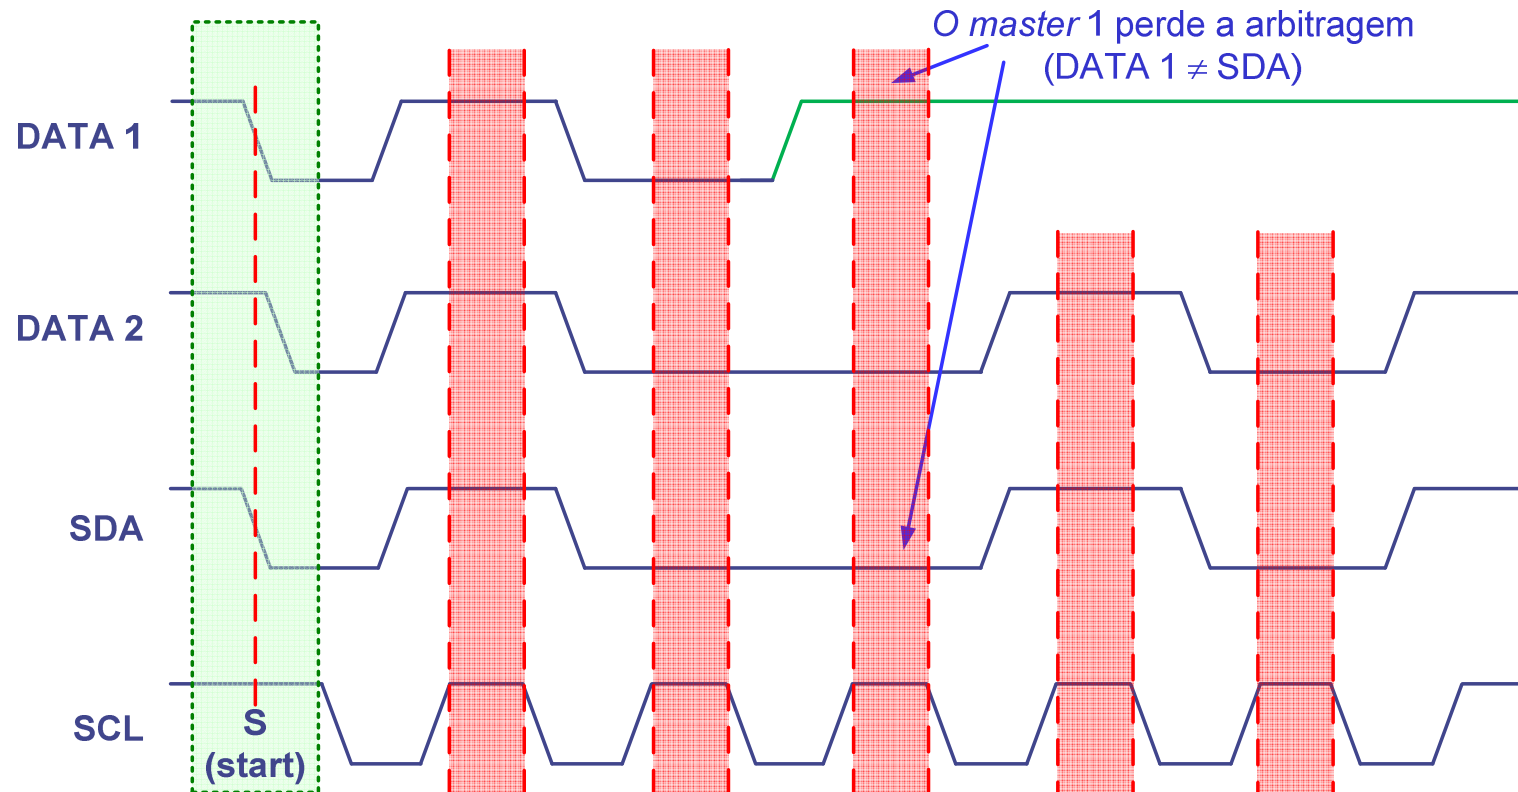 O master 1 perde a arbitragem
(DATA 1 ≠ SDA)
DATA 1
DATA 2
SDA
SCL
S
(start)